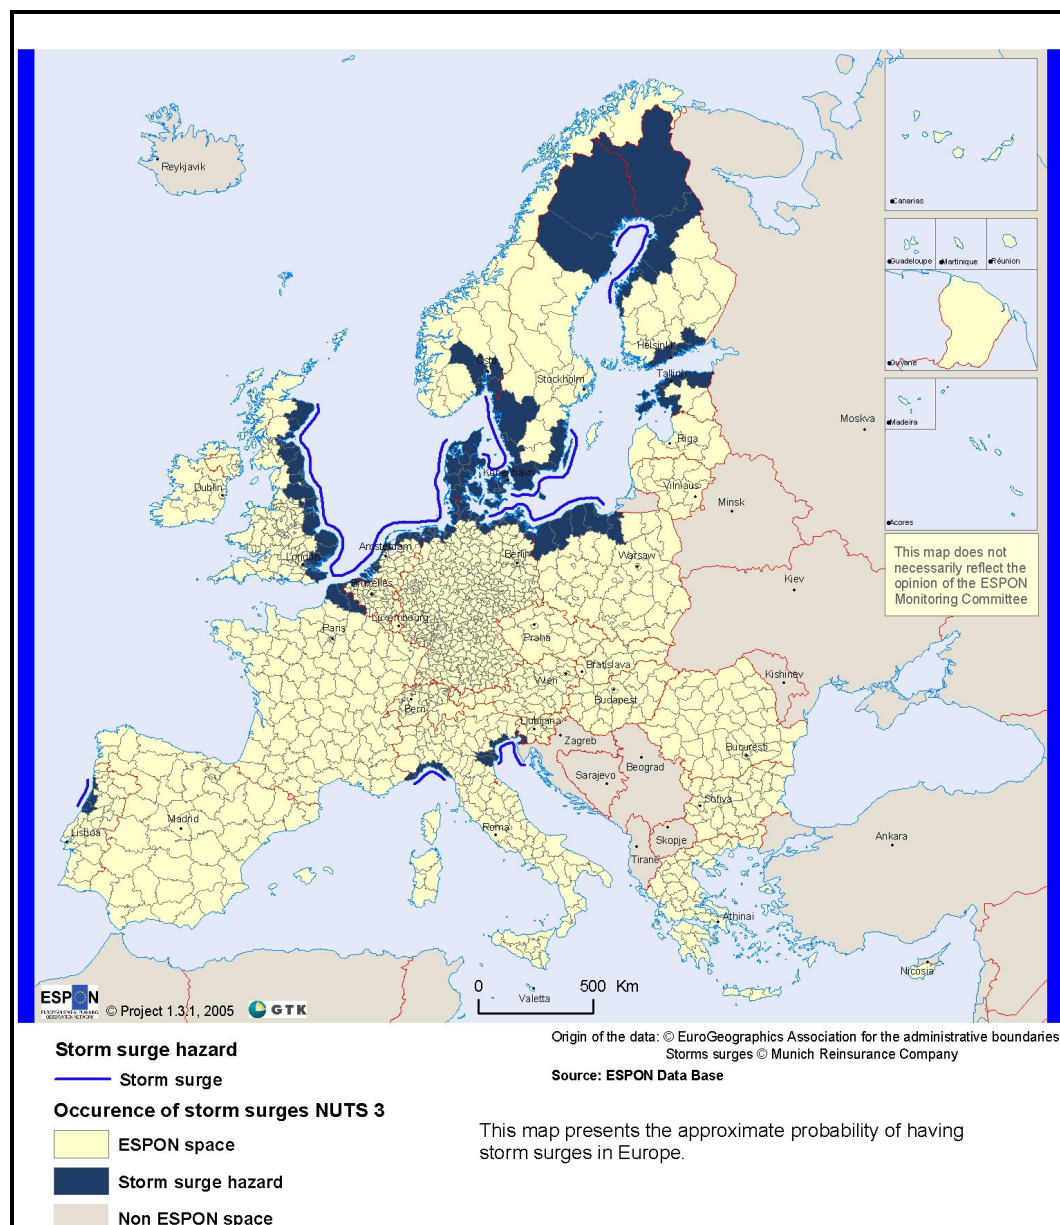 Reykjavik
Canarias
Guadeloupe
Martinique
Réunion
Guyane
Madeira
Acores
This map does not
necessarily reflect the
opinion of the ESPON
Monitoring Committee
Helsinki
Oslo
Tallinn
Stockholm
Moskva
Riga
Dublin
København
Vilnius
Minsk
London
Amsterdam
Berlin
Warsaw
Kiev
Bruxelles
Luxembourg
Paris
Praha
Kishinev
Bratislava
Wien
Budapest
Bern
Ljubljana
Zagreb
Bucuresti
Beograd
Sarajevo
Sofiya
Madrid
Lisboa
Roma
Skopje
Ankara
Tirane
Athinai
Nicosia
0 500 Km
Valetta
ESPON
© Project 1.3.1, 2005
GTK
Origin of the data: © EuroGeographics Association for the administrative boundaries
Storms surges © Munich Reinsurance Company
Source: ESPON Data Base
Storm surge hazard
Storm surge
Occurence of storm surges NUTS 3
ESPON space
Storm surge hazard
Non ESPON space
This map presents the approximate probability of having
storm surges in Europe.